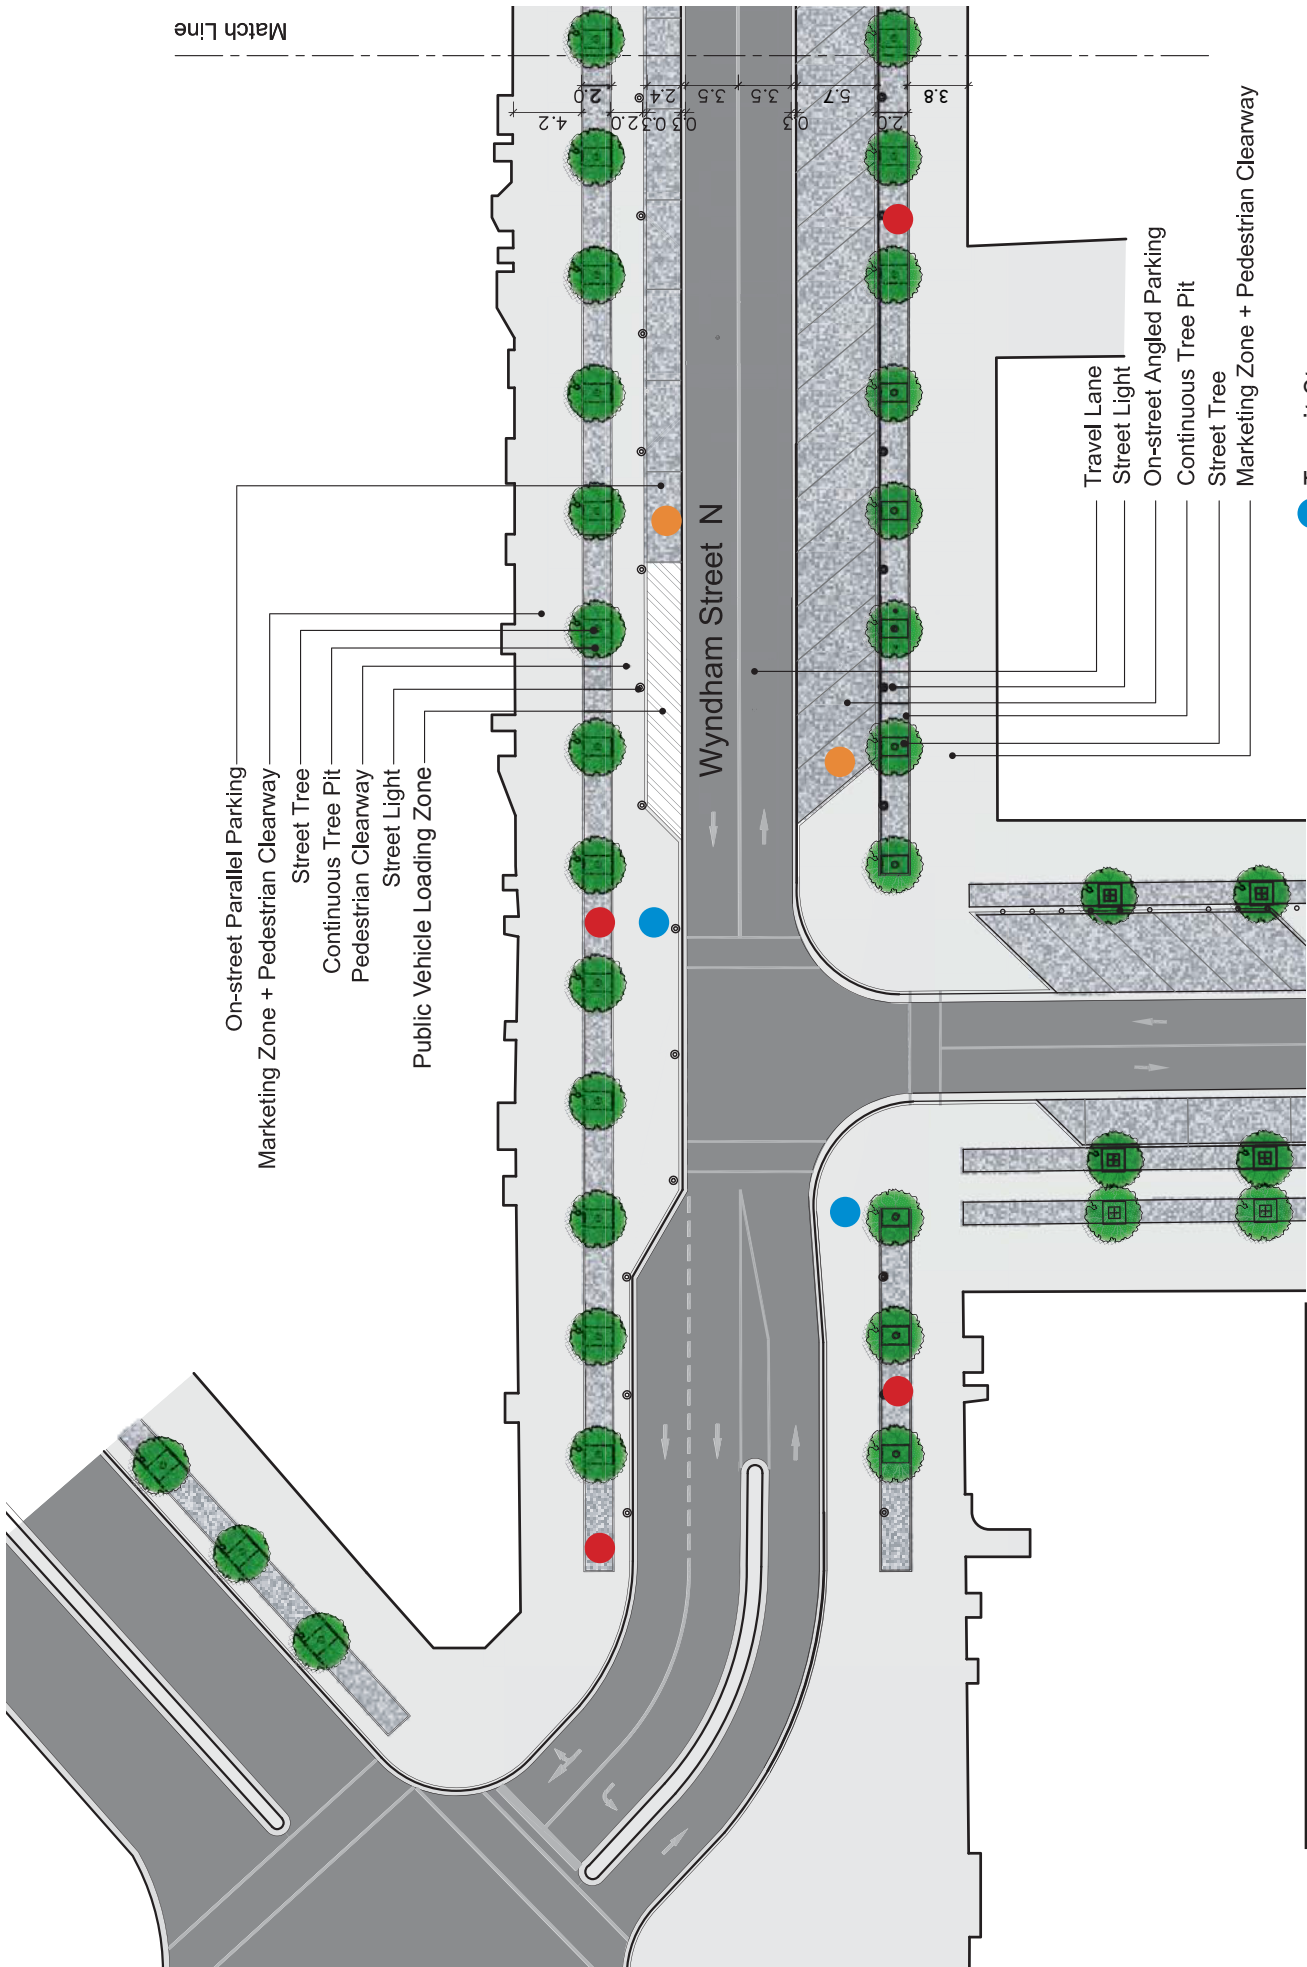 Match Line
4.2
2.0
2.0
0.3
2.4
0.3
3.5
3.5
0.3
5.7
2.0
3.8
On-street Parallel Parking
Marketing Zone + Pedestrian Clearway
Street Tree
Continuous Tree Pit
Pedestrian Clearway
Street Light
Public Vehicle Loading Zone
Wyndham Street N
Travel Lane
Street Light
On-street Angled Parking
Continuous Tree Pit
Street Tree
Marketing Zone + Pedestrian Clearway